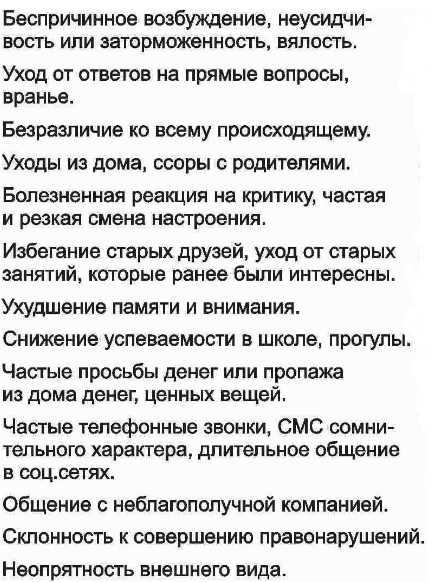 Беспричинное возбуждение, неусидчи-
вость или заторможенность, вялость.
Уход от ответов на прямые вопросы,
вранье.
Безразличие ко всему происходящему.
Уходы из дома, ссоры с родителями.
Болезненная реакция на критику, частая
и резкая смена настроения.
Избегание старых друзей, уход от старых
занятий, которые ранее были интересны.
Ухудшение памяти и внимания.
Снижение успеваемости в школе, прогулы.
Частые просьбы денег или пропажа
из дома денег, ценных вещей.
Частые телефонные звонки, СМС сомни-
тельного характера, длительное общение
в соц.сетях.
Общение с неблагополучной компанией.
Склонность к совершению правонарушений.
Неопрятность внешнего вида.